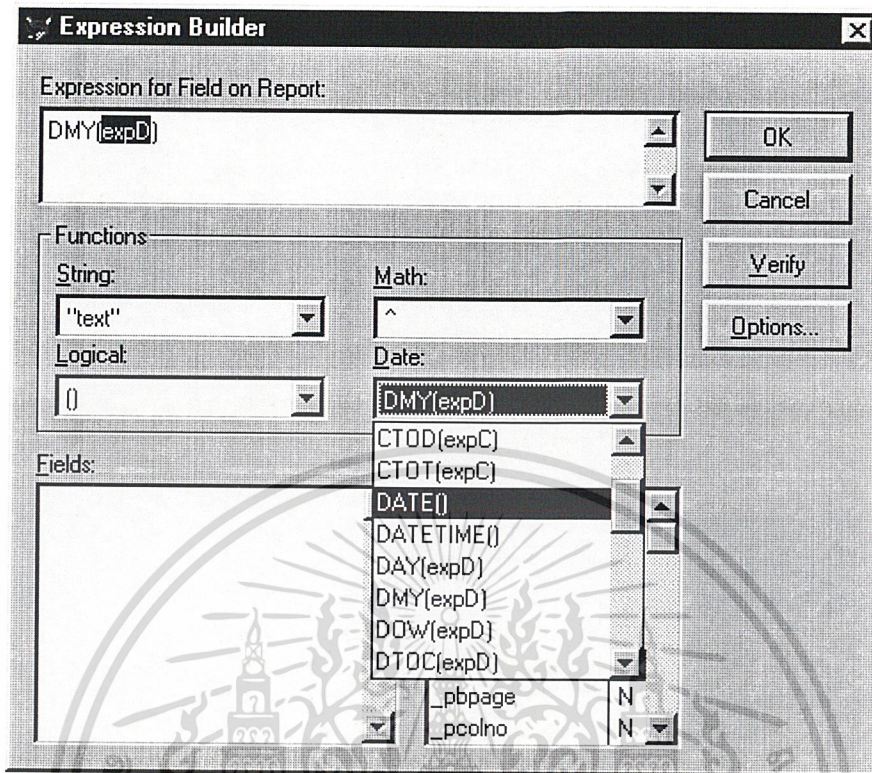 Expression Builder
Expression for Field on Report:
DMY(expD)
OK
Cancel
Verify
Options...
Functions
String:
"text"
Math:
^
Logical:
()
Date:
DMY(expD)
CTOD(expC)
CTOT(expC)
DATE()
DATETIME()
DAY(expD)
DMY(expD)
DOW(expD)
DTOC(expD)
Fields:
_pbpage N
_pcolno N